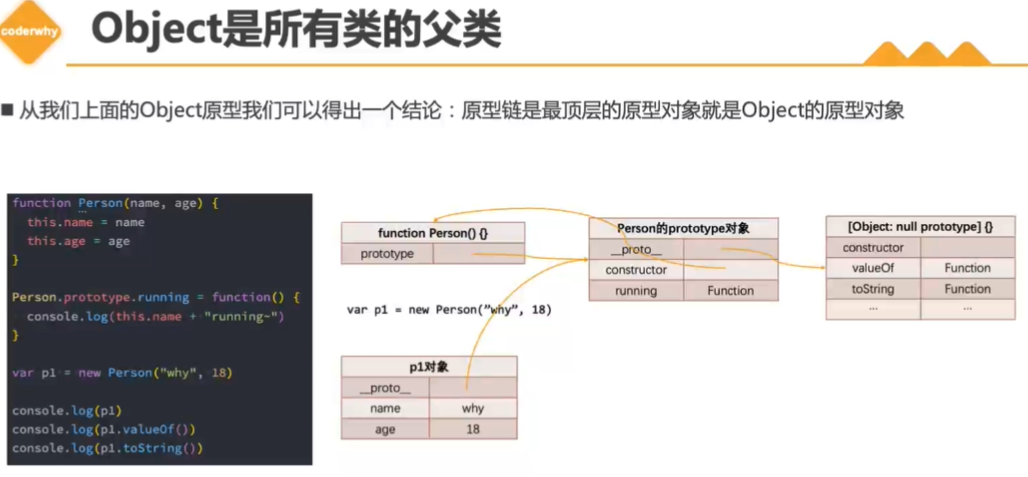 coderwhy
Object是所有类的父类
■ 从我们上面的Object原型我们可以得出一个结论：原型链是最顶层的原型对象就是Object的原型对象
function Person(name, age) {
this.name = name
this.age = age
}
Person.prototype.running = function() {
console.log(this.name + "running~")
}
var p1 = new Person("why", 18)
console.log(p1)
console.log(p1.valueOf())
console.log(p1.toString())
function Person() {}
prototype
Person的prototype对象
__proto__
constructor
running Function
[Object: null prototype] {}
constructor
valueOf Function
toString Function
... ...
var p1 = new Person("why", 18)
p1对象
__proto__
name why
age 18